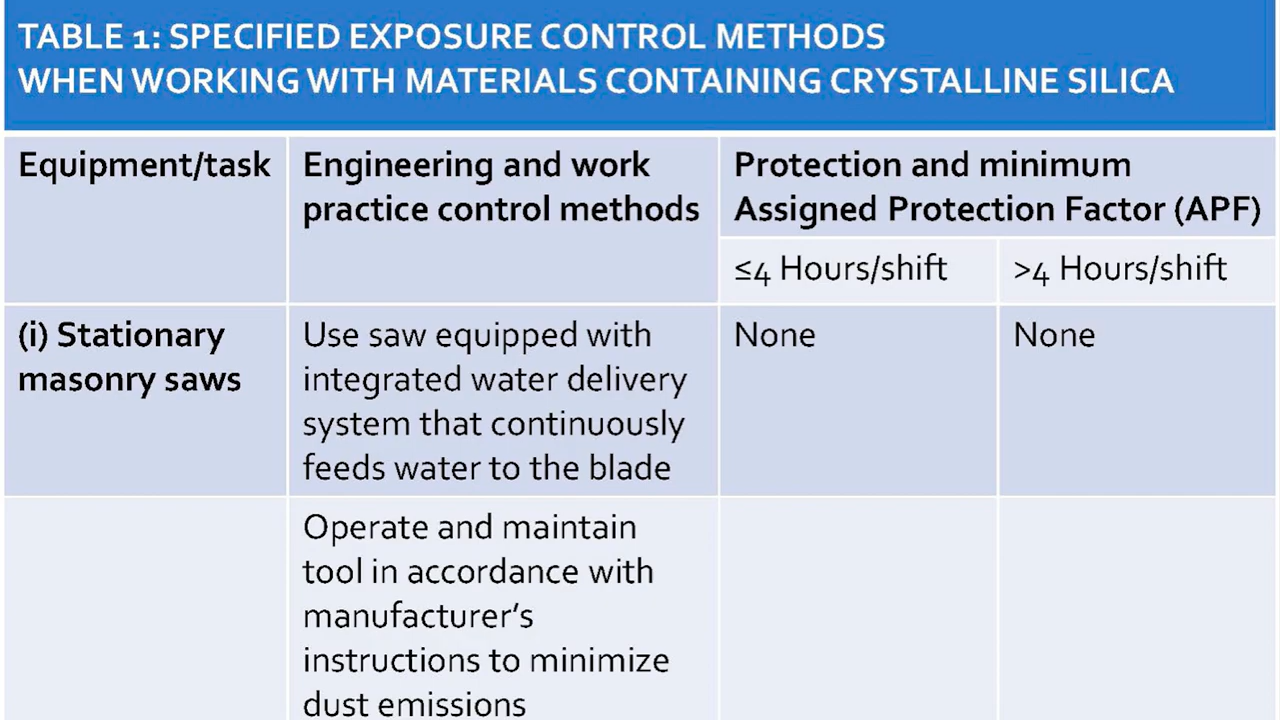 TABLE 1: SPECIFIED EXPOSURE CONTROL METHODS
WHEN WORKING WITH MATERIALS CONTAINING CRYSTALLINE SILICA
Equipment/task
Engineering and work
practice control methods
Protection and minimum
Assigned Protection Factor (APF)
≤4 Hours/shift
>4 Hours/shift
(i) Stationary
masonry saws
Use saw equipped with
integrated water delivery
system that continuously
feeds water to the blade
None
None
Operate and maintain
tool in accordance with
manufacturer's
instructions to minimize
dust emissions